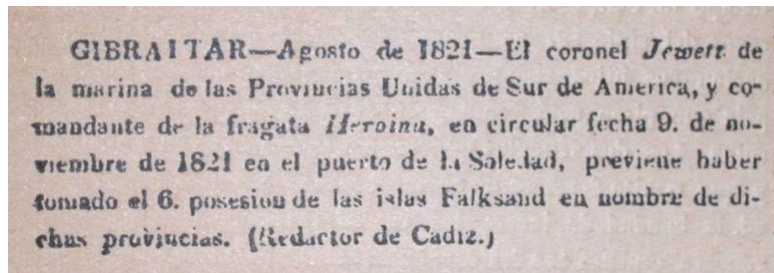 GIBRAITAR—Agosto de 1821—El coronel Jewett de
la marina de las Provincias Unidas de Sur de America, y co-
mandante de la fragata Heroina, en circular fecha 9. de no-
viembre de 1821 en el puerto de la Soledad, previene haber
tomado el 6. posesion de las islas Falksand en nombre de di-
chas provincias. (Redactor de Cadiz.)